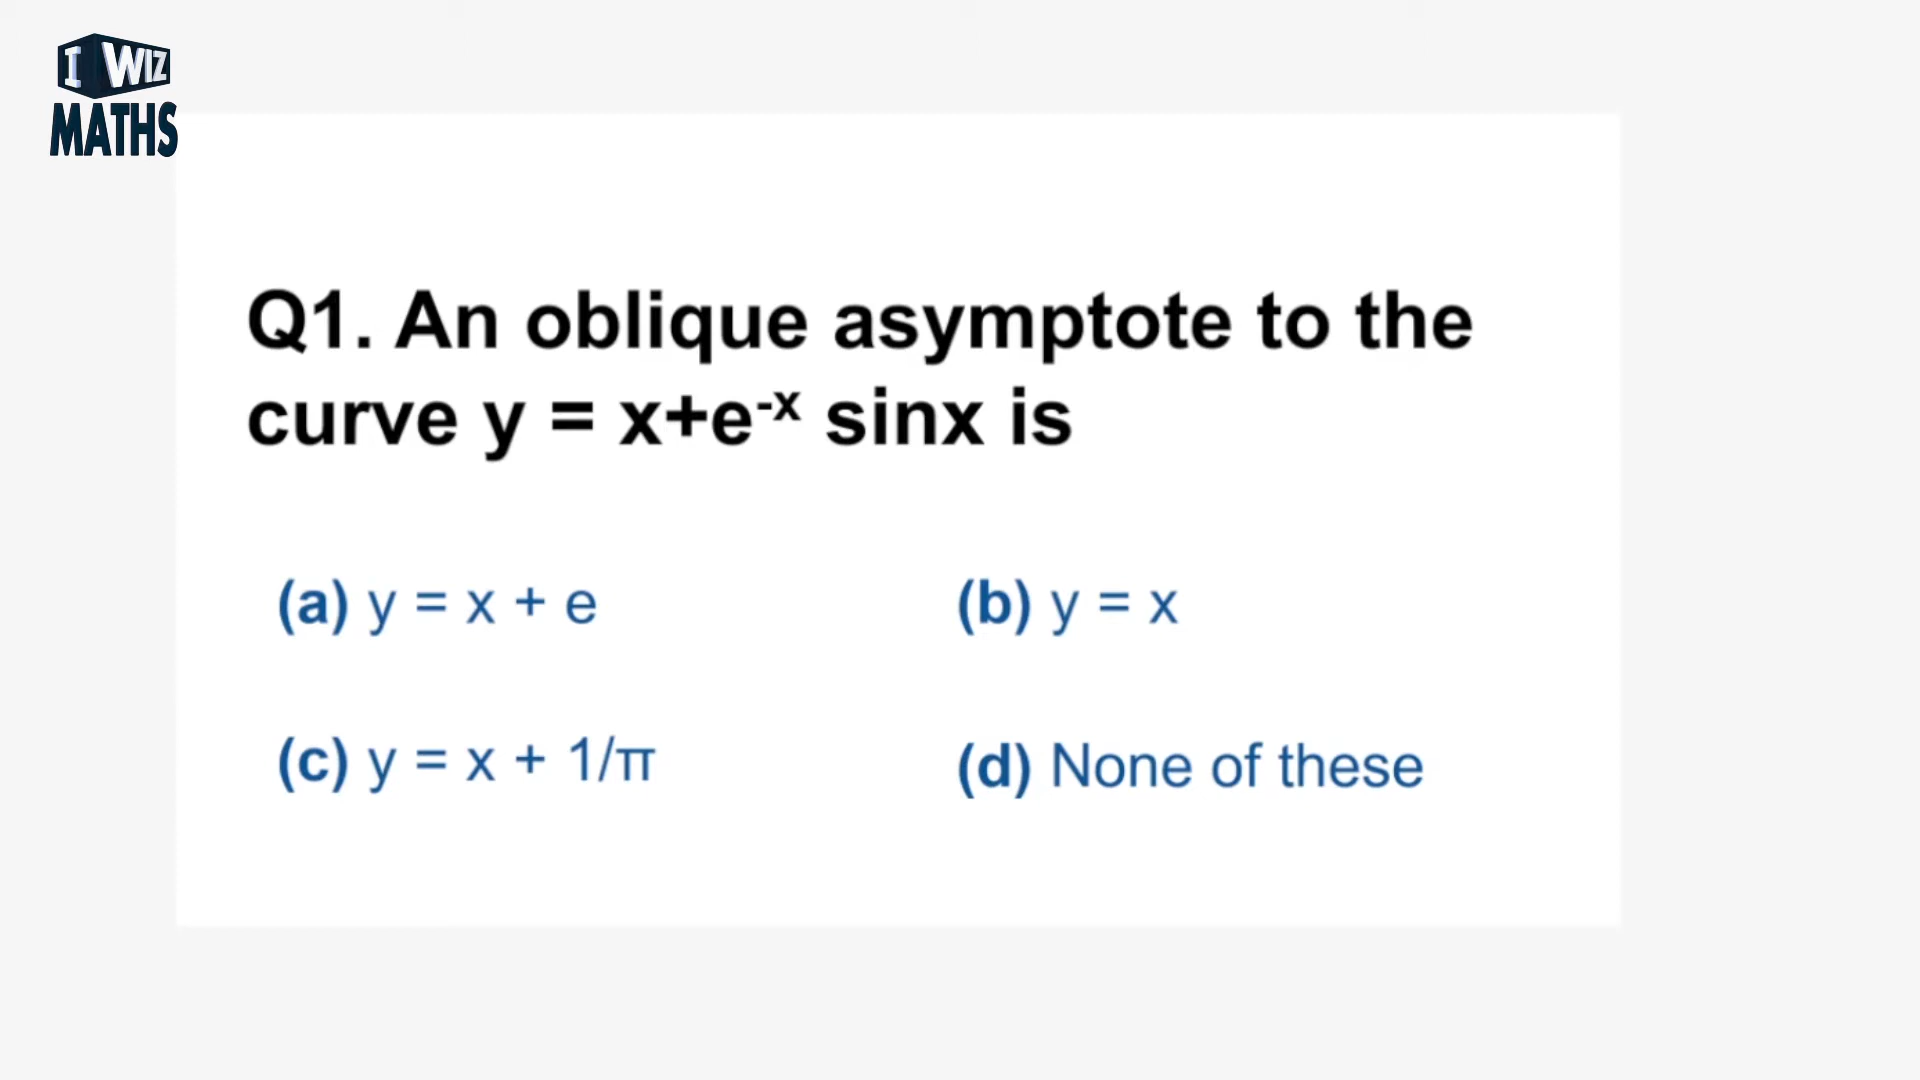 I WIZ
MATHS
Q1. An oblique asymptote to the
curve y = x+e⁻ˣ sinx is
(a) y = x + e
(b) y = x
(c) y = x + 1/π
(d) None of these